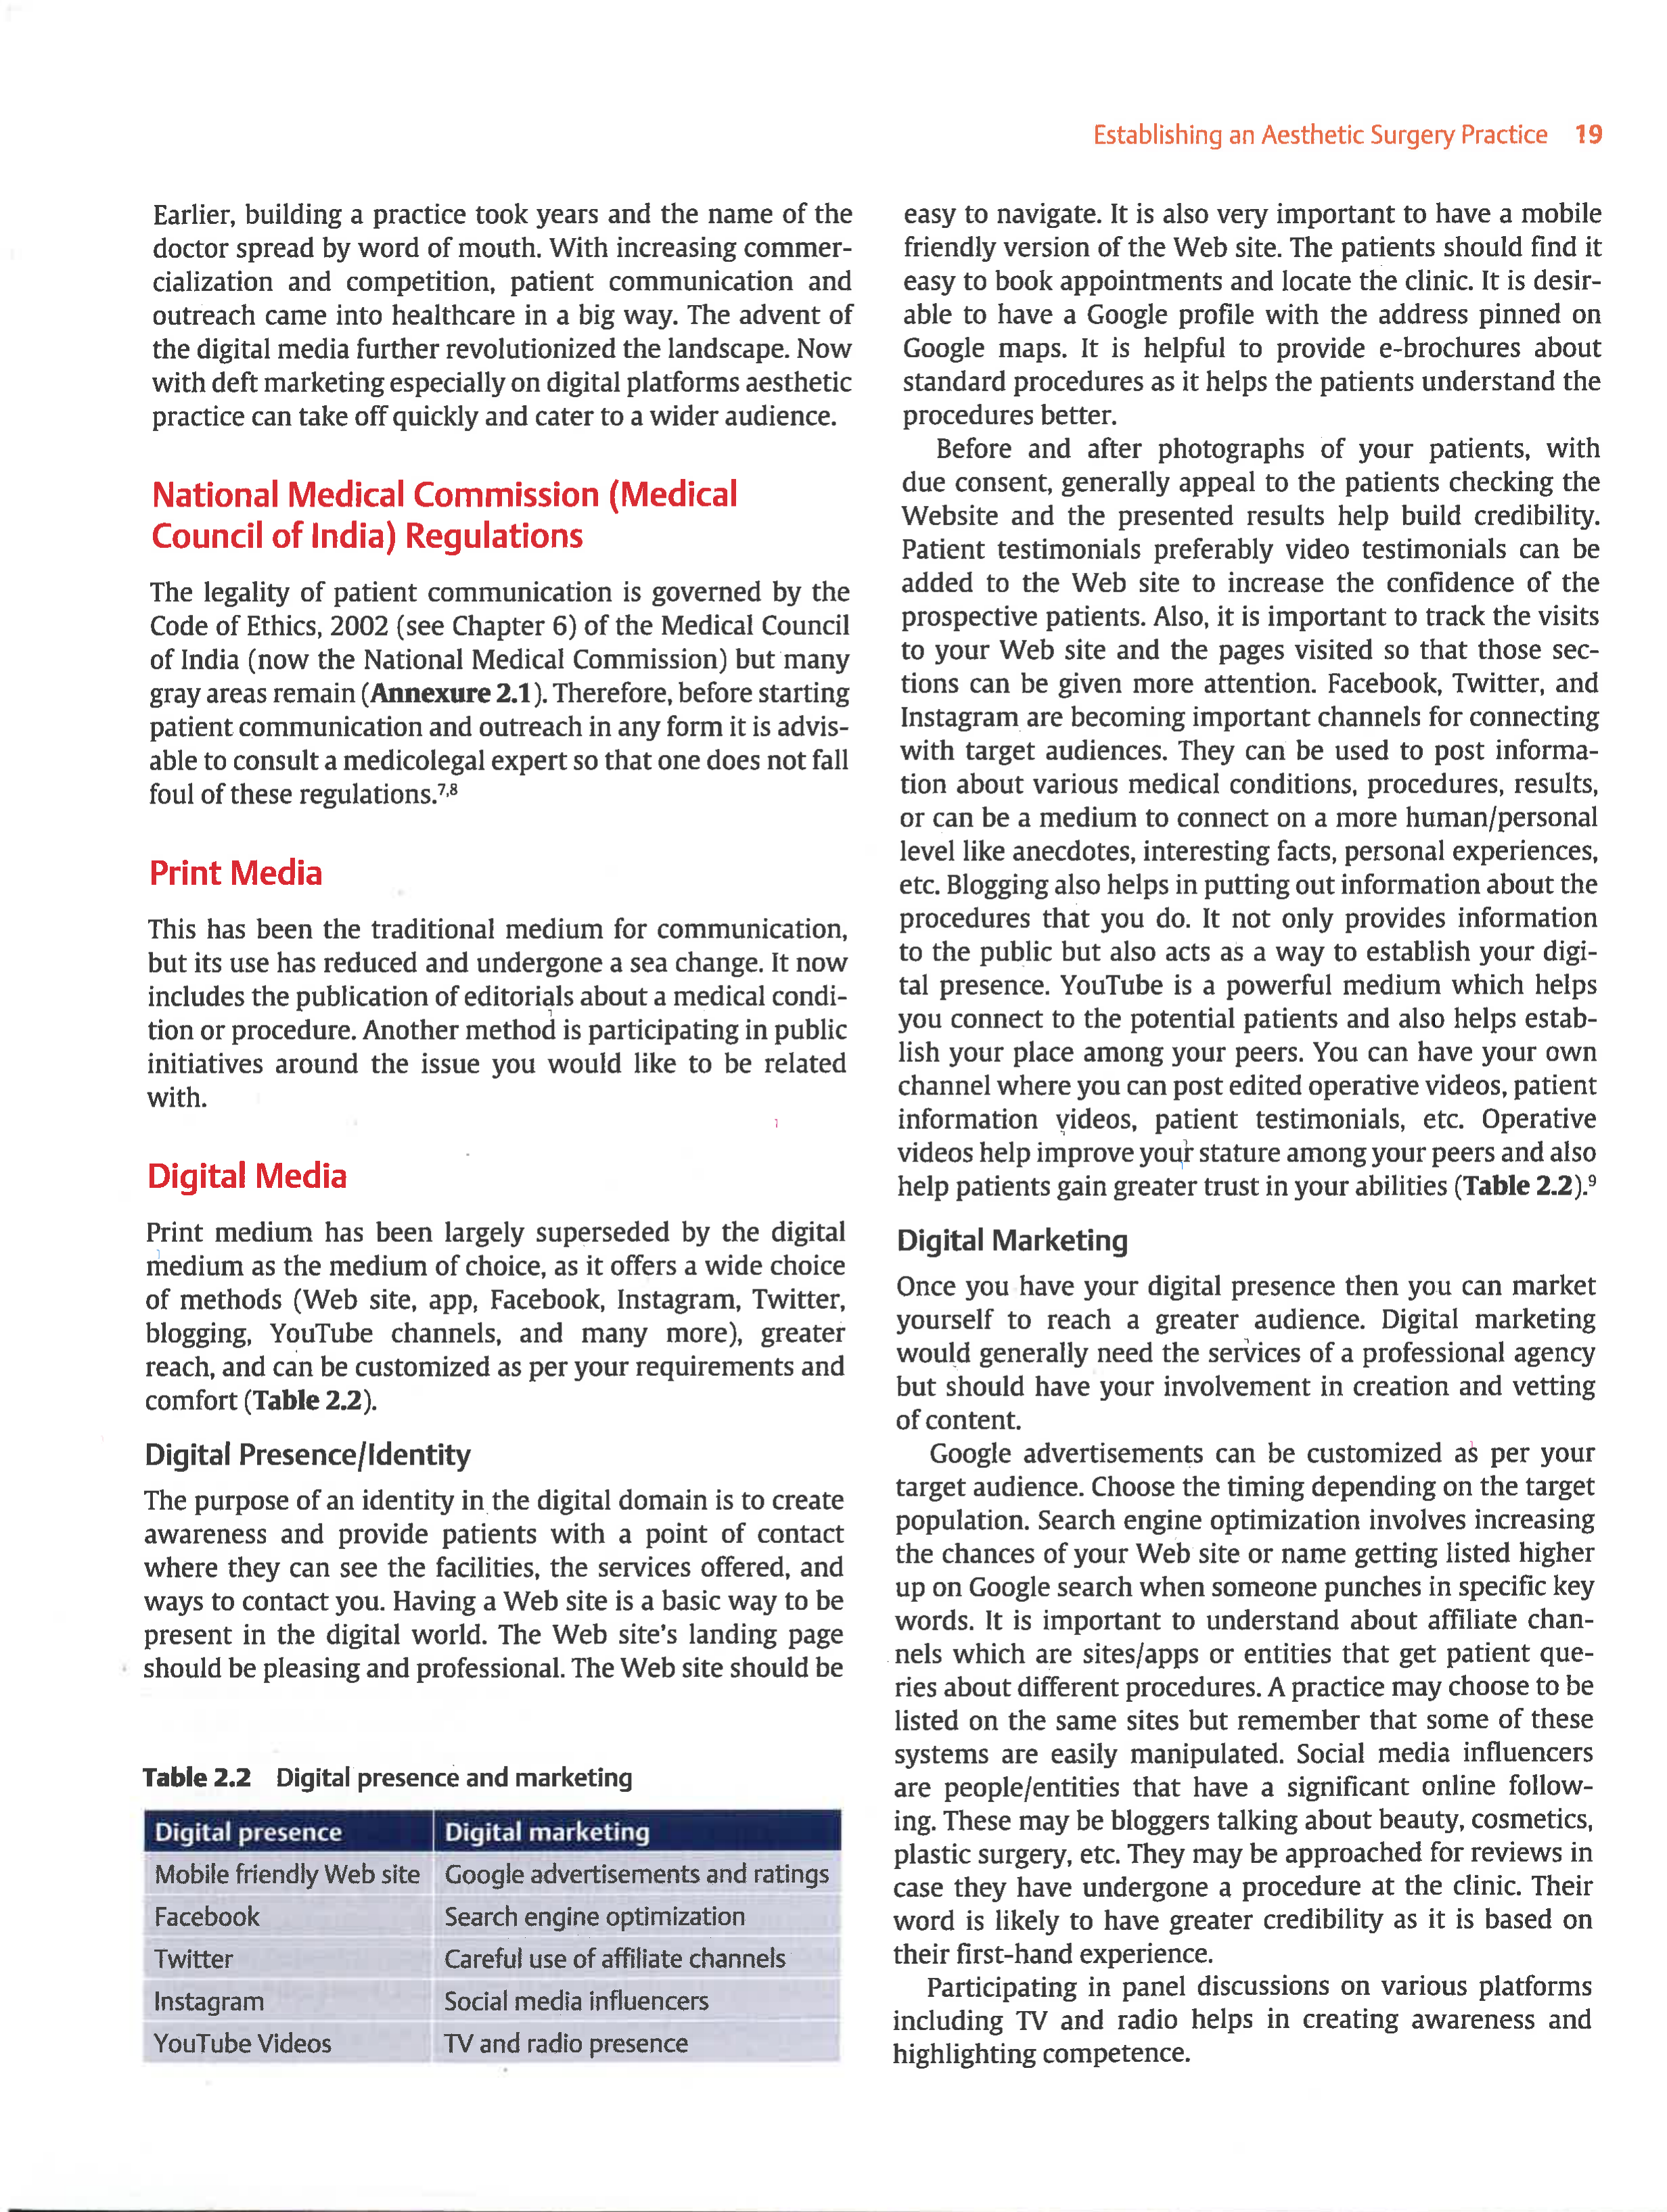 Establishing an Aesthetic Surgery Practice 19
Earlier, building a practice took years and the name of the
doctor spread by word of mouth. With increasing commer-
cialization and competition, patient communication and
outreach came into healthcare in a big way. The advent of
the digital media further revolutionized the landscape. Now
with deft marketing especially on digital platforms aesthetic
practice can take off quickly and cater to a wider audience.
National Medical Commission (Medical
Council of India) Regulations
The legality of patient communication is governed by the
Code of Ethics, 2002 (see Chapter 6) of the Medical Council
of India (now the National Medical Commission) but many
gray areas remain (Annexure 2.1). Therefore, before starting
patient communication and outreach in any form it is advis-
able to consult a medicolegal expert so that one does not fall
foul of these regulations.7,8
Print Media
This has been the traditional medium for communication,
but its use has reduced and undergone a sea change. It now
includes the publication of editorials about a medical condi-
tion or procedure. Another method is participating in public
initiatives around the issue you would like to be related
with.
Digital Media
Print medium has been largely superseded by the digital
medium as the medium of choice, as it offers a wide choice
of methods (Web site, app, Facebook, Instagram, Twitter,
blogging, YouTube channels, and many more), greater
reach, and can be customized as per your requirements and
comfort (Table 2.2).
Digital Presence/Identity
The purpose of an identity in the digital domain is to create
awareness and provide patients with a point of contact
where they can see the facilities, the services offered, and
ways to contact you. Having a Web site is a basic way to be
present in the digital world. The Web site's landing page
should be pleasing and professional. The Web site should be
Table 2.2 Digital presence and marketing
Digital presence Digital marketing
Mobile friendly Web site Google advertisements and ratings
Facebook Search engine optimization
Twitter Careful use of affiliate channels
Instagram Social media influencers
YouTube Videos TV and radio presence
easy to navigate. It is also very important to have a mobile
friendly version of the Web site. The patients should find it
easy to book appointments and locate the clinic. It is desir-
able to have a Google profile with the address pinned on
Google maps. It is helpful to provide e-brochures about
standard procedures as it helps the patients understand the
procedures better.
Before and after photographs of your patients, with
due consent, generally appeal to the patients checking the
Website and the presented results help build credibility.
Patient testimonials preferably video testimonials can be
added to the Web site to increase the confidence of the
prospective patients. Also, it is important to track the visits
to your Web site and the pages visited so that those sec-
tions can be given more attention. Facebook, Twitter, and
Instagram are becoming important channels for connecting
with target audiences. They can be used to post informa-
tion about various medical conditions, procedures, results,
or can be a medium to connect on a more human/personal
level like anecdotes, interesting facts, personal experiences,
etc. Blogging also helps in putting out information about the
procedures that you do. It not only provides information
to the public but also acts as a way to establish your digi-
tal presence. YouTube is a powerful medium which helps
you connect to the potential patients and also helps estab-
lish your place among your peers. You can have your own
channel where you can post edited operative videos, patient
information videos, patient testimonials, etc. Operative
videos help improve your stature among your peers and also
help patients gain greater trust in your abilities (Table 2.2).9
Digital Marketing
Once you have your digital presence then you can market
yourself to reach a greater audience. Digital marketing
would generally need the services of a professional agency
but should have your involvement in creation and vetting
of content.
Google advertisements can be customized as per your
target audience. Choose the timing depending on the target
population. Search engine optimization involves increasing
the chances of your Web site or name getting listed higher
up on Google search when someone punches in specific key
words. It is important to understand about affiliate chan-
nels which are sites/apps or entities that get patient que-
ries about different procedures. A practice may choose to be
listed on the same sites but remember that some of these
systems are easily manipulated. Social media influencers
are people/entities that have a significant online follow-
ing. These may be bloggers talking about beauty, cosmetics,
plastic surgery, etc. They may be approached for reviews in
case they have undergone a procedure at the clinic. Their
word is likely to have greater credibility as it is based on
their first-hand experience.
Participating in panel discussions on various platforms
including TV and radio helps in creating awareness and
highlighting competence.